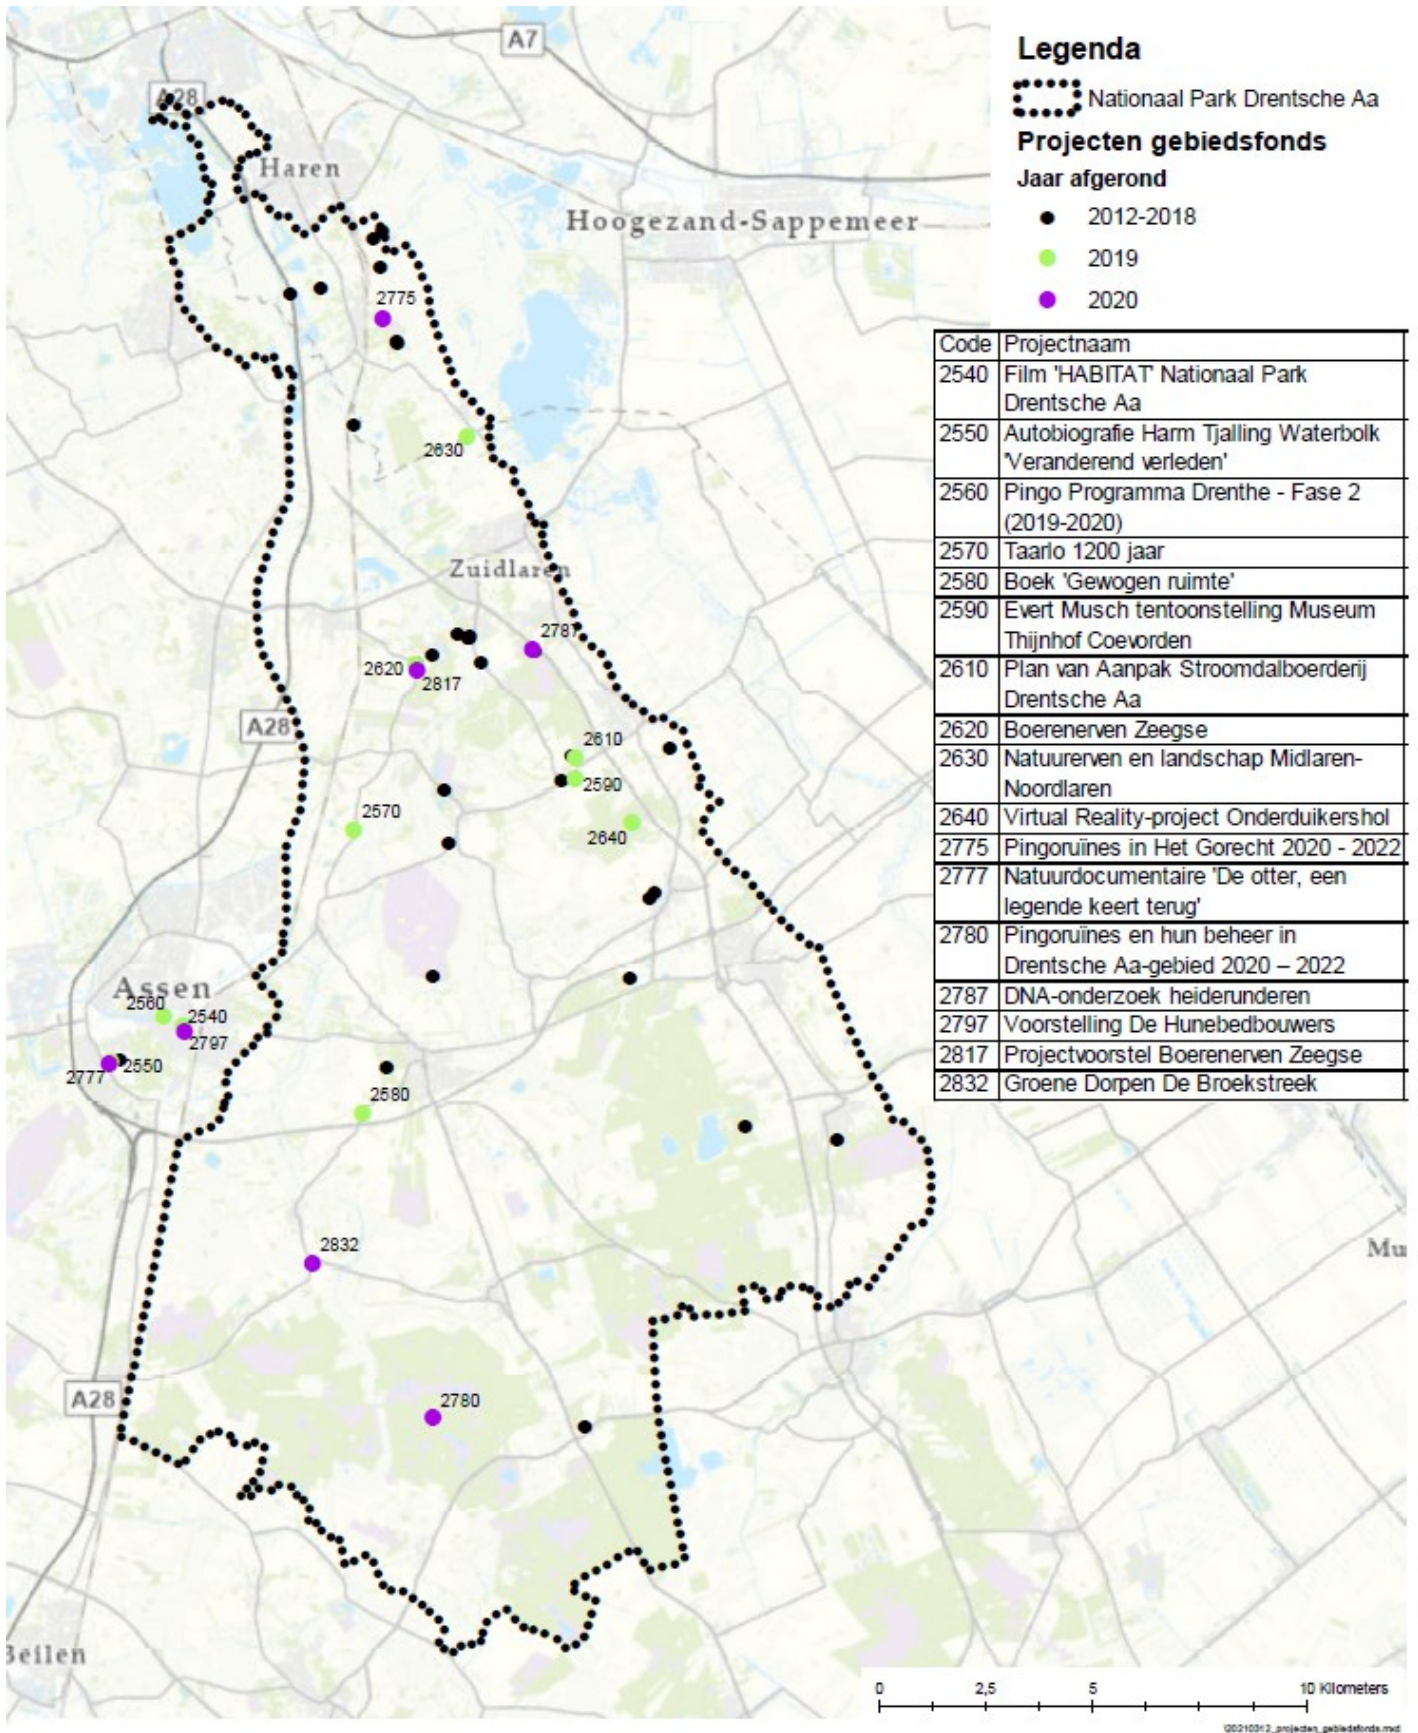 A7
A28
Haren
Hoogezand-Sappemeer
2775
2630
Zuidlaren
2787
2620
2817
A28
2610
2590
2570
2640
Assen
2560
2540
2797
2550
2777
2580
2832
Mu
2780
A28
Beilen
Legenda
Nationaal Park Drentsche Aa
Projecten gebiedsfonds
Jaar afgerond
2012-2018
2019
2020
Code Projectnaam
2540 Film 'HABITAT' Nationaal Park
Drentsche Aa
2550 Autobiografie Harm Tjalling Waterbolk
'Veranderend verleden'
2560 Pingo Programma Drenthe - Fase 2
(2019-2020)
2570 Taarlo 1200 jaar
2580 Boek 'Gewogen ruimte'
2590 Evert Musch tentoonstelling Museum
Thijnhof Coevorden
2610 Plan van Aanpak Stroomdalboerderij
Drentsche Aa
2620 Boerenerven Zeegse
2630 Natuurerven en landschap Midlaren-
Noordlaren
2640 Virtual Reality-project Onderduikershol
2775 Pingoruïnes in Het Gorecht 2020 - 2022
2777 Natuurdocumentaire 'De otter, een
legende keert terug'
2780 Pingoruïnes en hun beheer in
Drentsche Aa-gebied 2020 – 2022
2787 DNA-onderzoek heiderunderen
2797 Voorstelling De Hunebedbouwers
2817 Projectvoorstel Boerenerven Zeegse
2832 Groene Dorpen De Broekstreek
0 2,5 5 10 Kilometers
\20210312_projecten_gebiedsfonds.mxd